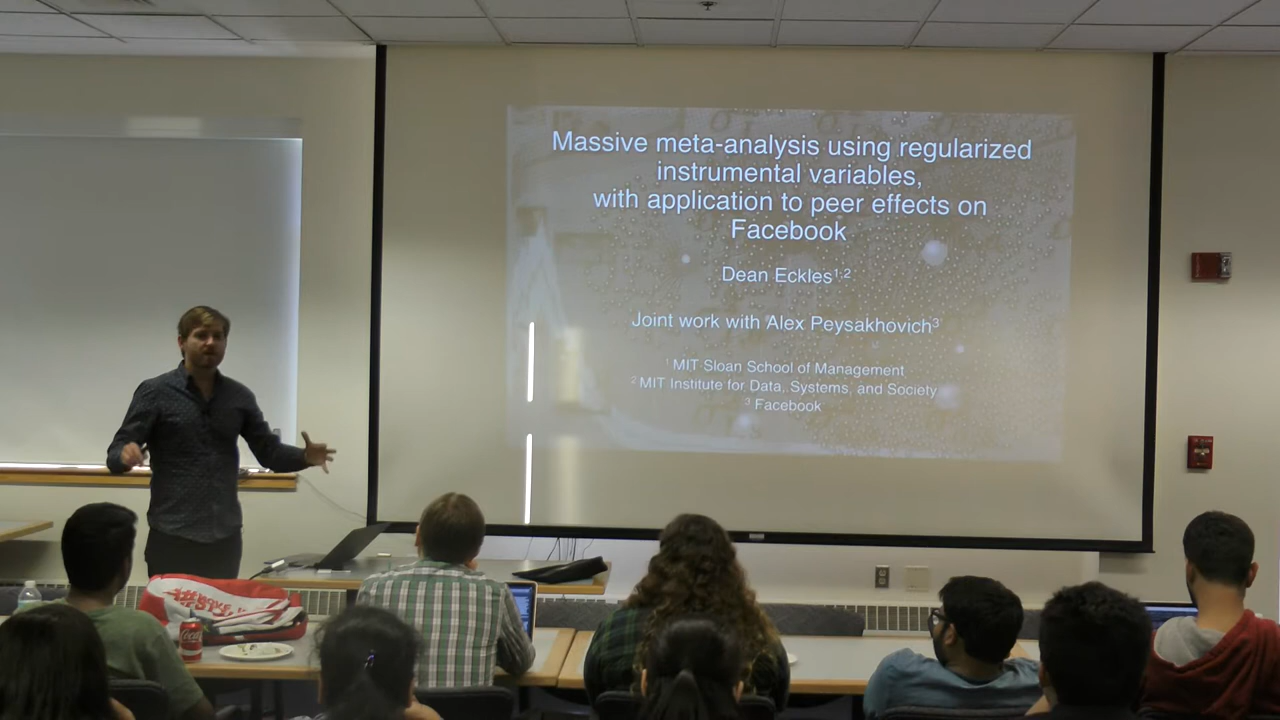 Massive meta-analysis using regularized
instrumental variables,
with application to peer effects on
Facebook
Dean Eckles1,2
Joint work with Alex Peysakhovich3
1 MIT Sloan School of Management
2 MIT Institute for Data, Systems, and Society
3 Facebook